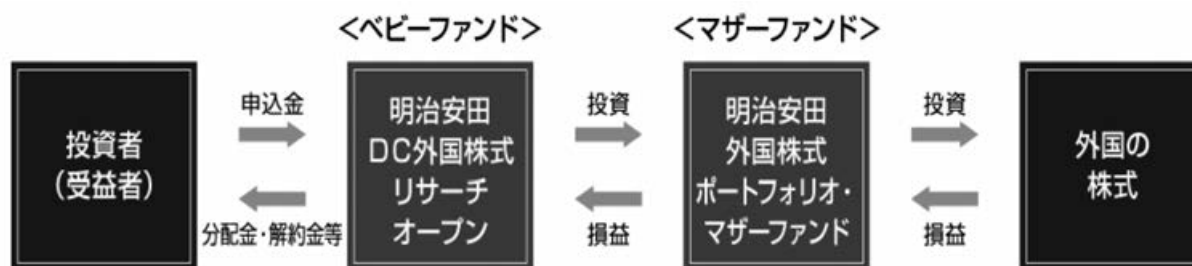 <ベビーファンド>
<マザーファンド>
投資者
(受益者)
申込金
分配金・解約金等
明治安田
DC外国株式
リサーチ
オープン
投資
損益
明治安田
外国株式
ポートフォリオ・
マザーファンド
投資
損益
外国の
株式